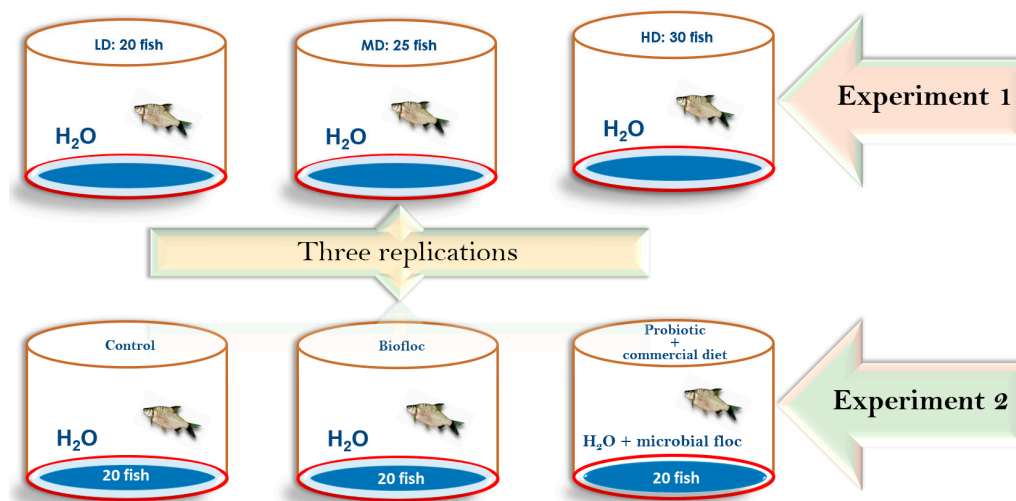 LD: 20 fish
MD: 25 fish
HD: 30 fish
H₂O
H₂O
H₂O
Experiment 1
Three replications
Control
Biofloc
Probiotic
+
commercial diet
H₂O
H₂O
H₂O + microbial floc
20 fish
20 fish
20 fish
Experiment 2